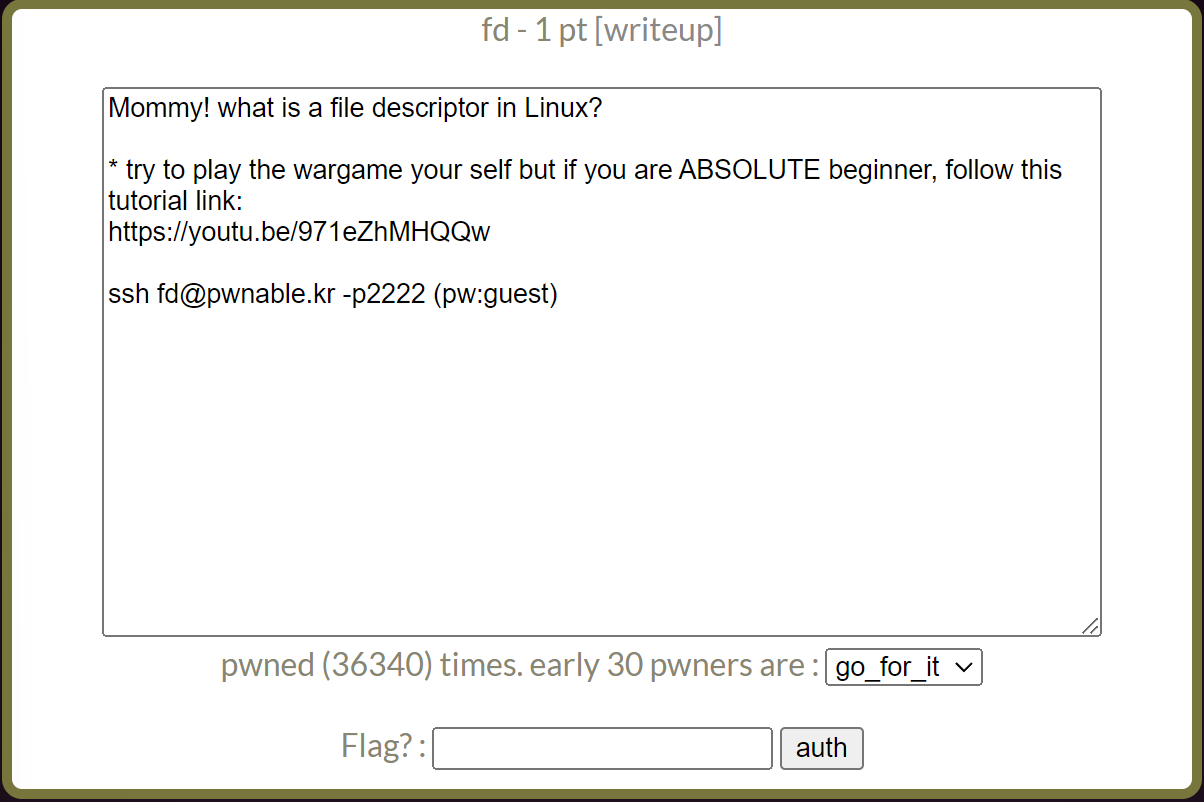 fd - 1 pt [writeup]
Mommy! what is a file descriptor in Linux?
* try to play the wargame your self but if you are ABSOLUTE beginner, follow this
tutorial link:
https://youtu.be/971eZhMHQQw
ssh fd@pwnable.kr -p2222 (pw:guest)
pwned (36340) times. early 30 pwners are : go_for_it
Flag? : auth